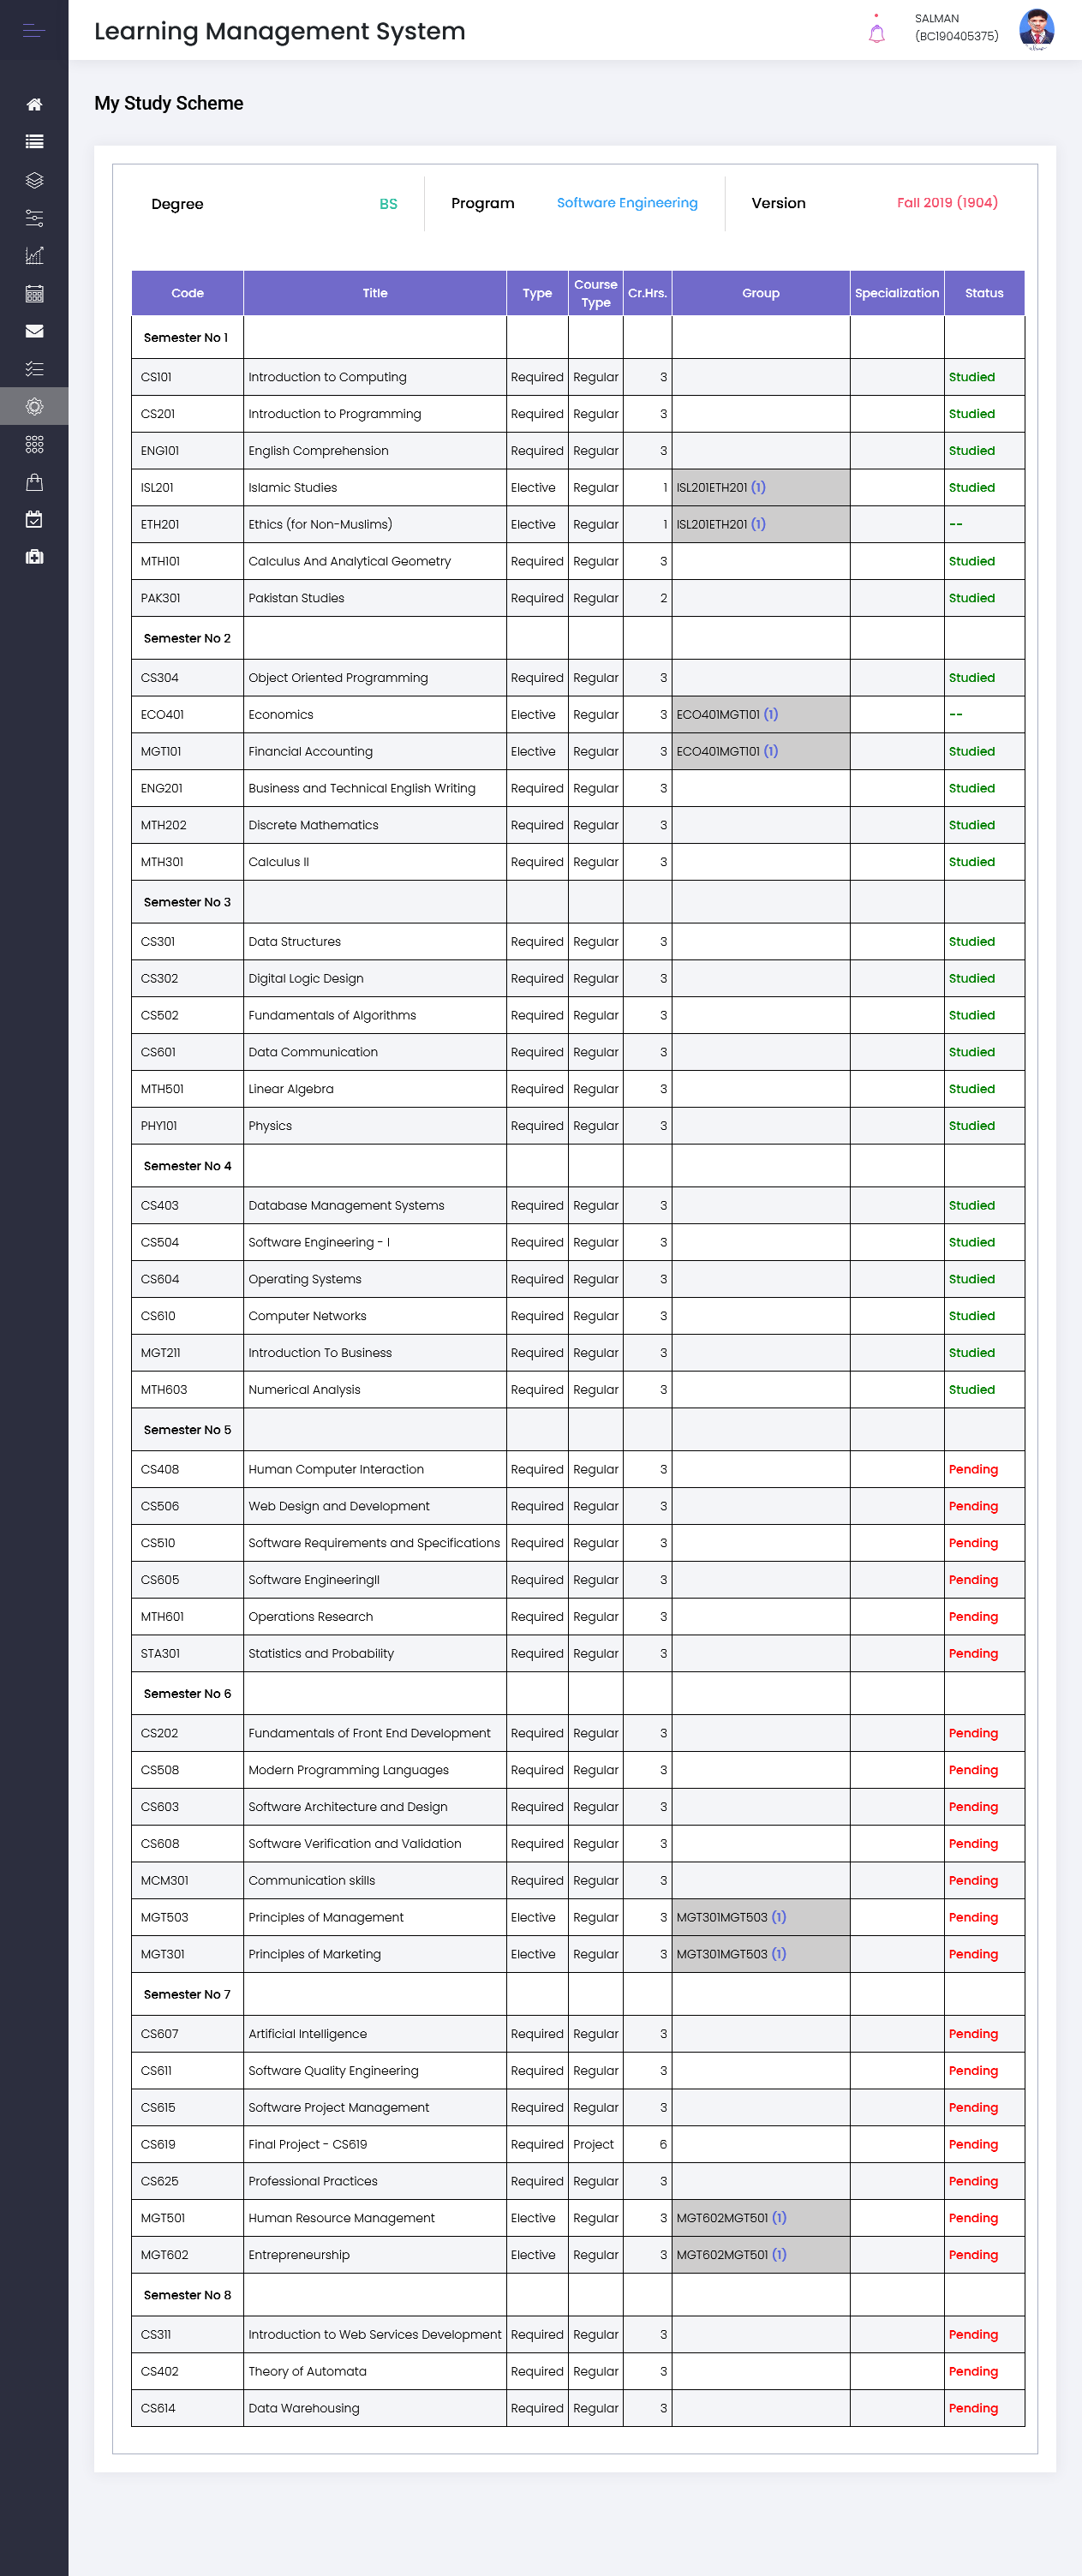 Learning Management System
SALMAN
(BC190405375)
My Study Scheme
Degree BS Program Software Engineering Version Fall 2019 (1904)
Code Title Type Course Type Cr.Hrs. Group Specialization Status
Semester No 1
CS101 Introduction to Computing Required Regular 3 Studied
CS201 Introduction to Programming Required Regular 3 Studied
ENG101 English Comprehension Required Regular 3 Studied
ISL201 Islamic Studies Elective Regular 1 ISL201ETH201 (1) Studied
ETH201 Ethics (for Non-Muslims) Elective Regular 1 ISL201ETH201 (1) --
MTH101 Calculus And Analytical Geometry Required Regular 3 Studied
PAK301 Pakistan Studies Required Regular 2 Studied
Semester No 2
CS304 Object Oriented Programming Required Regular 3 Studied
ECO401 Economics Elective Regular 3 ECO401MGT101 (1) --
MGT101 Financial Accounting Elective Regular 3 ECO401MGT101 (1) Studied
ENG201 Business and Technical English Writing Required Regular 3 Studied
MTH202 Discrete Mathematics Required Regular 3 Studied
MTH301 Calculus II Required Regular 3 Studied
Semester No 3
CS301 Data Structures Required Regular 3 Studied
CS302 Digital Logic Design Required Regular 3 Studied
CS502 Fundamentals of Algorithms Required Regular 3 Studied
CS601 Data Communication Required Regular 3 Studied
MTH501 Linear Algebra Required Regular 3 Studied
PHY101 Physics Required Regular 3 Studied
Semester No 4
CS403 Database Management Systems Required Regular 3 Studied
CS504 Software Engineering - I Required Regular 3 Studied
CS604 Operating Systems Required Regular 3 Studied
CS610 Computer Networks Required Regular 3 Studied
MGT211 Introduction To Business Required Regular 3 Studied
MTH603 Numerical Analysis Required Regular 3 Studied
Semester No 5
CS408 Human Computer Interaction Required Regular 3 Pending
CS506 Web Design and Development Required Regular 3 Pending
CS510 Software Requirements and Specifications Required Regular 3 Pending
CS605 Software EngineeringII Required Regular 3 Pending
MTH601 Operations Research Required Regular 3 Pending
STA301 Statistics and Probability Required Regular 3 Pending
Semester No 6
CS202 Fundamentals of Front End Development Required Regular 3 Pending
CS508 Modern Programming Languages Required Regular 3 Pending
CS603 Software Architecture and Design Required Regular 3 Pending
CS608 Software Verification and Validation Required Regular 3 Pending
MCM301 Communication skills Required Regular 3 Pending
MGT503 Principles of Management Elective Regular 3 MGT301MGT503 (1) Pending
MGT301 Principles of Marketing Elective Regular 3 MGT301MGT503 (1) Pending
Semester No 7
CS607 Artificial Intelligence Required Regular 3 Pending
CS611 Software Quality Engineering Required Regular 3 Pending
CS615 Software Project Management Required Regular 3 Pending
CS619 Final Project - CS619 Required Project 6 Pending
CS625 Professional Practices Required Regular 3 Pending
MGT501 Human Resource Management Elective Regular 3 MGT602MGT501 (1) Pending
MGT602 Entrepreneurship Elective Regular 3 MGT602MGT501 (1) Pending
Semester No 8
CS311 Introduction to Web Services Development Required Regular 3 Pending
CS402 Theory of Automata Required Regular 3 Pending
CS614 Data Warehousing Required Regular 3 Pending